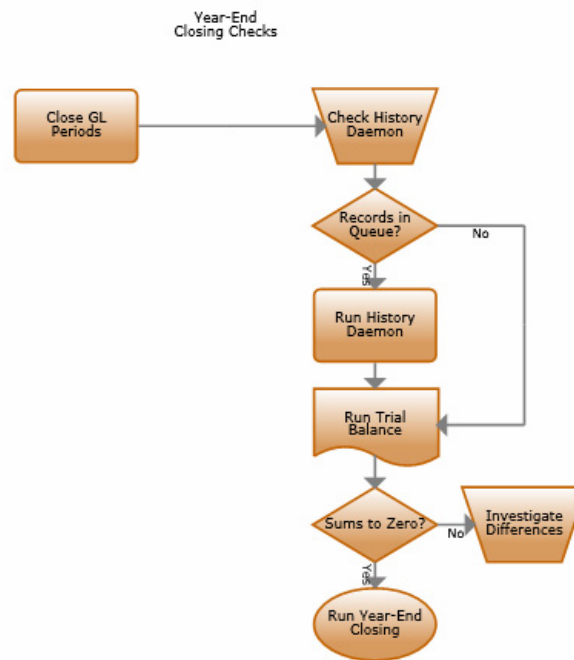 Year-End
Closing Checks
Close GL
Periods
Check History
Daemon
Records in
Queue?
No
Yes
Run History
Daemon
Run Trial
Balance
Sums to Zero?
No
Investigate
Differences
Yes
Run Year-End
Closing